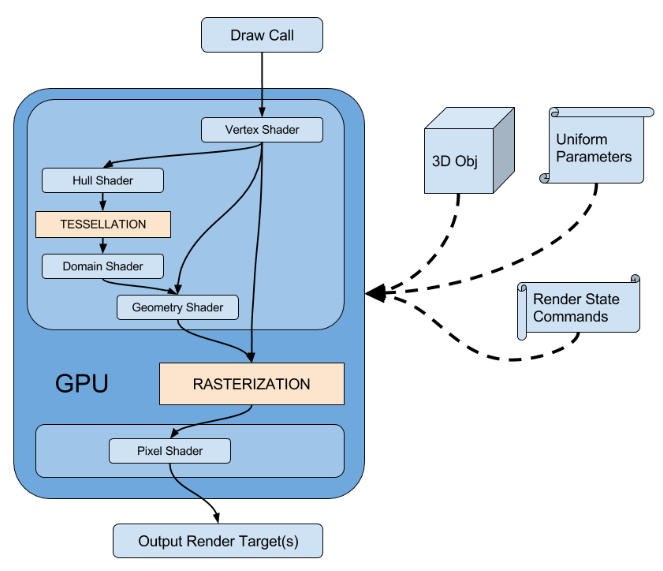 Draw Call
Vertex Shader
Hull Shader
TESSELLATION
Domain Shader
Geometry Shader
GPU
RASTERIZATION
Pixel Shader
Output Render Target(s)
3D Obj
Uniform
Parameters
Render State
Commands